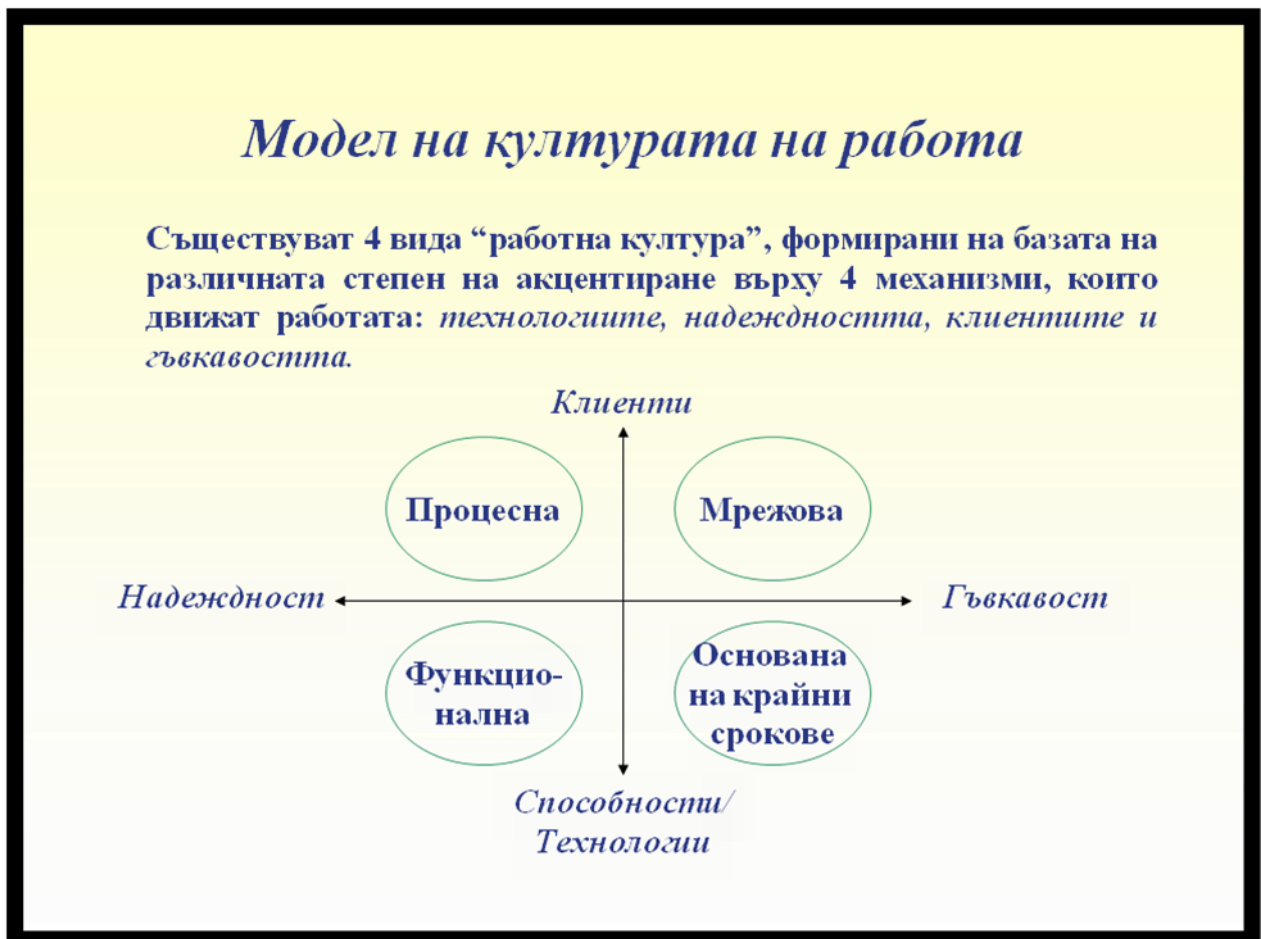 Модел на културата на работа
Съществуват 4 вида “работна култура”, формирани на базата на
различната степен на акцентиране върху 4 механизми, които
движат работата: технологиите, надеждността, клиентите и
гъвкавостта.
Клиенти
Процесна
Мрежова
Надеждност
Гъвкавост
Функцио-
нална
Основана
на крайни
срокове
Способности/
Технологии